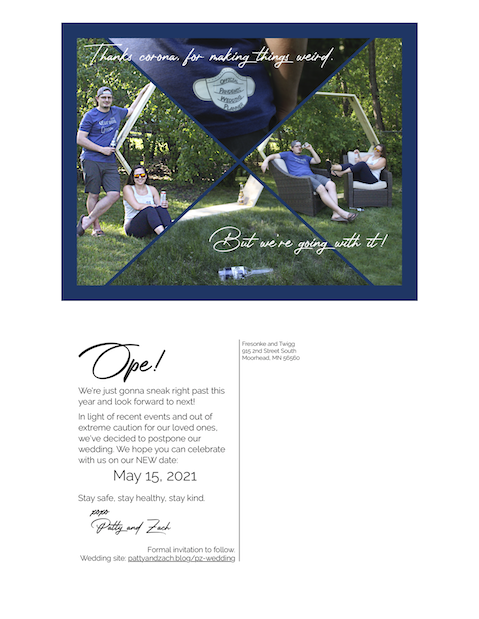 Thanks corona, for making things weird.
OFFICIAL
PANDEMIC
WEDDING
PLANNER
But we're going with it!
Ope!
We're just gonna sneak right past this
year and look forward to next!
In light of recent events and out of
extreme caution for our loved ones,
we've decided to postpone our
wedding. We hope you can celebrate
with us on our NEW date:
May 15, 2021
Stay safe, stay healthy, stay kind.
xoxo
Patty and Zach
Formal invitation to follow.
Wedding site: pattyandzach.blog/pz-wedding
Fresonke and Twigg
915 2nd Street South
Moorhead, MN 56560